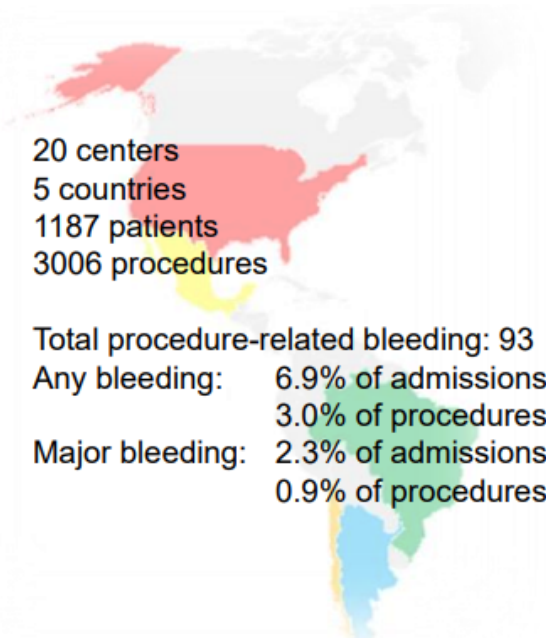 20 centers
5 countries
1187 patients
3006 procedures
Total procedure-related bleeding: 93
Any bleeding: 6.9% of admissions
3.0% of procedures
Major bleeding: 2.3% of admissions
0.9% of procedures